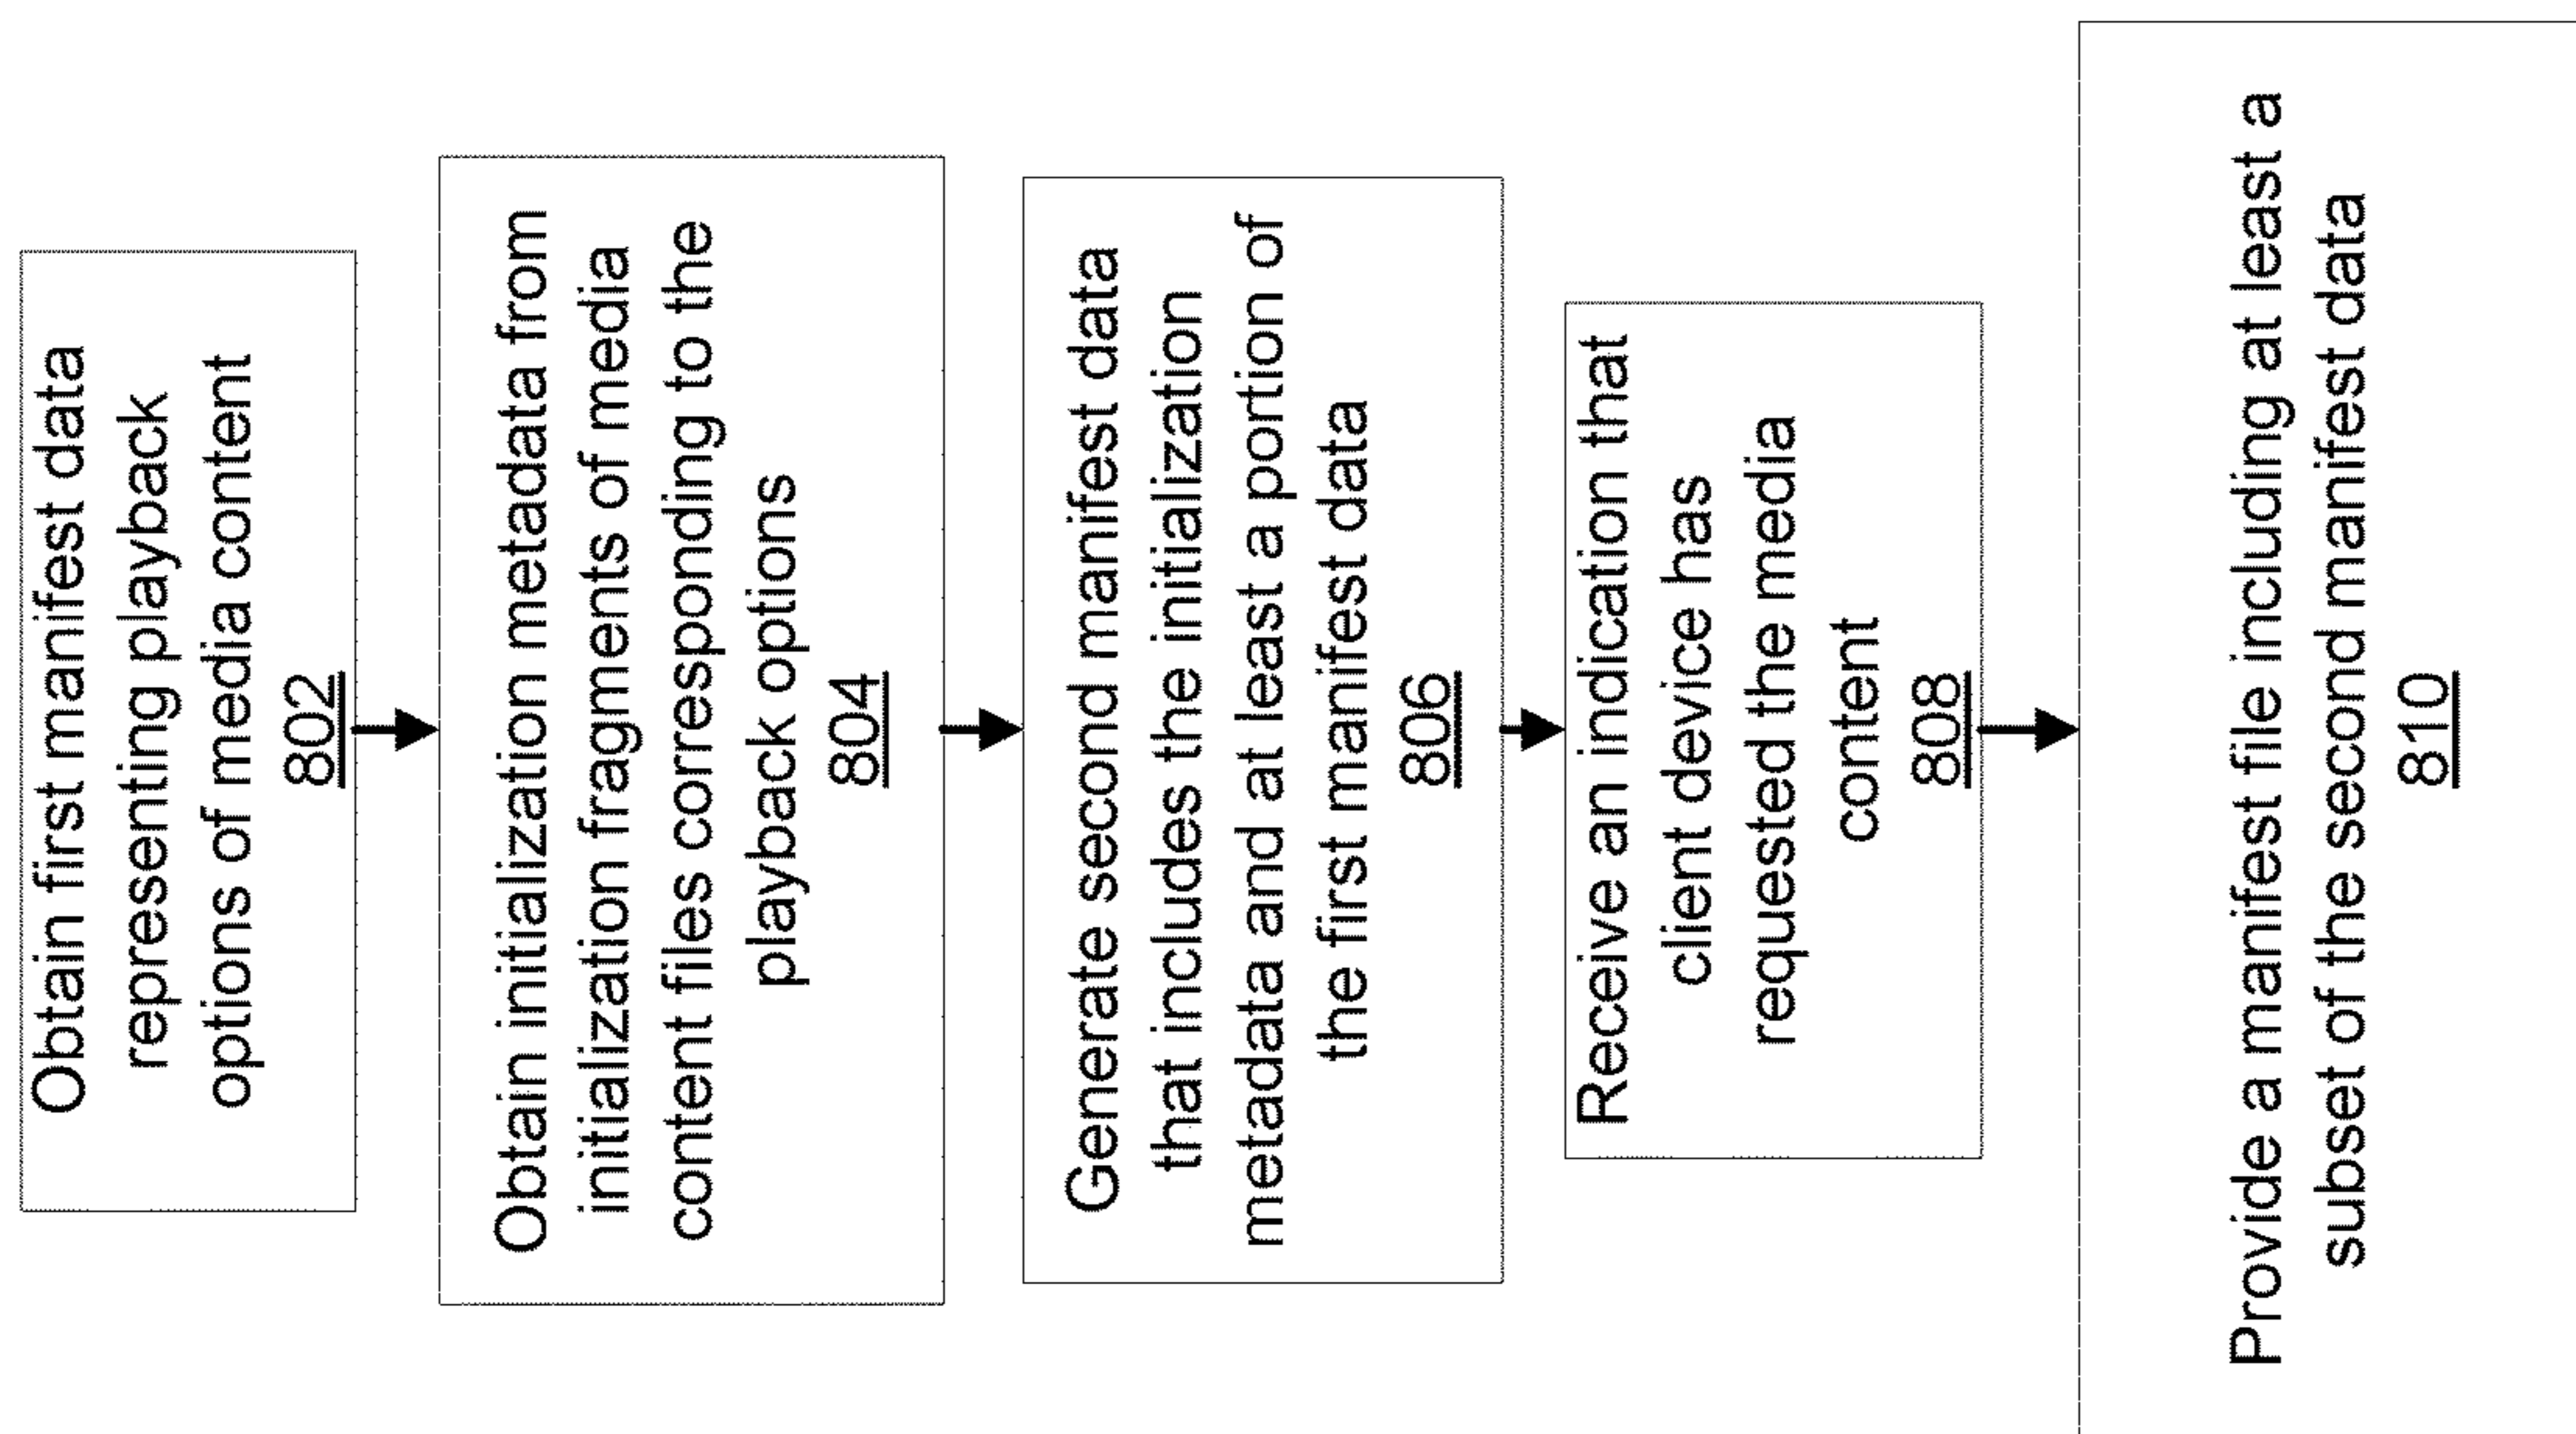 Obtain first manifest data
representing playback
options of media content
802
Obtain initialization metadata from
initialization fragments of media
content files corresponding to the
playback options
804
Generate second manifest data
that includes the initialization
metadata and at least a portion of
the first manifest data
806
Receive an indication that
client device has
requested the media
content
808
Provide a manifest file including at least a
subset of the second manifest data
810